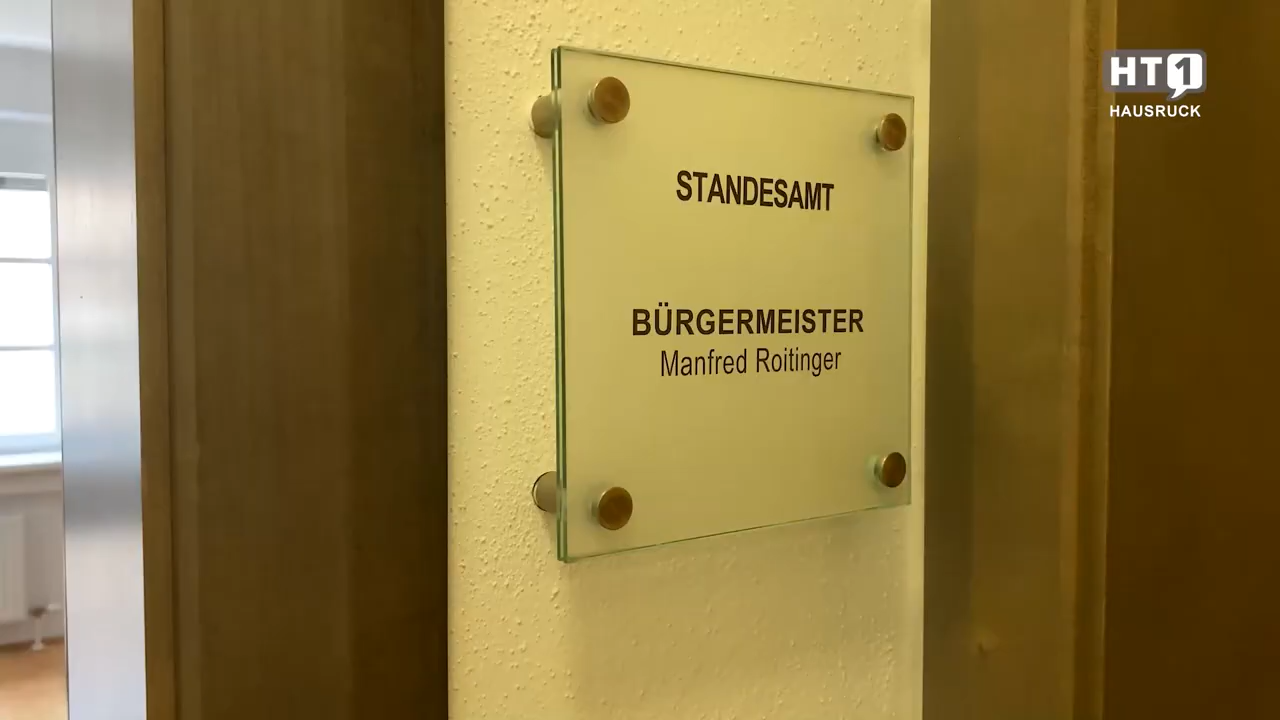 HT1
HAUSRUCK
STANDESAMT
BÜRGERMEISTER
Manfred Roitinger